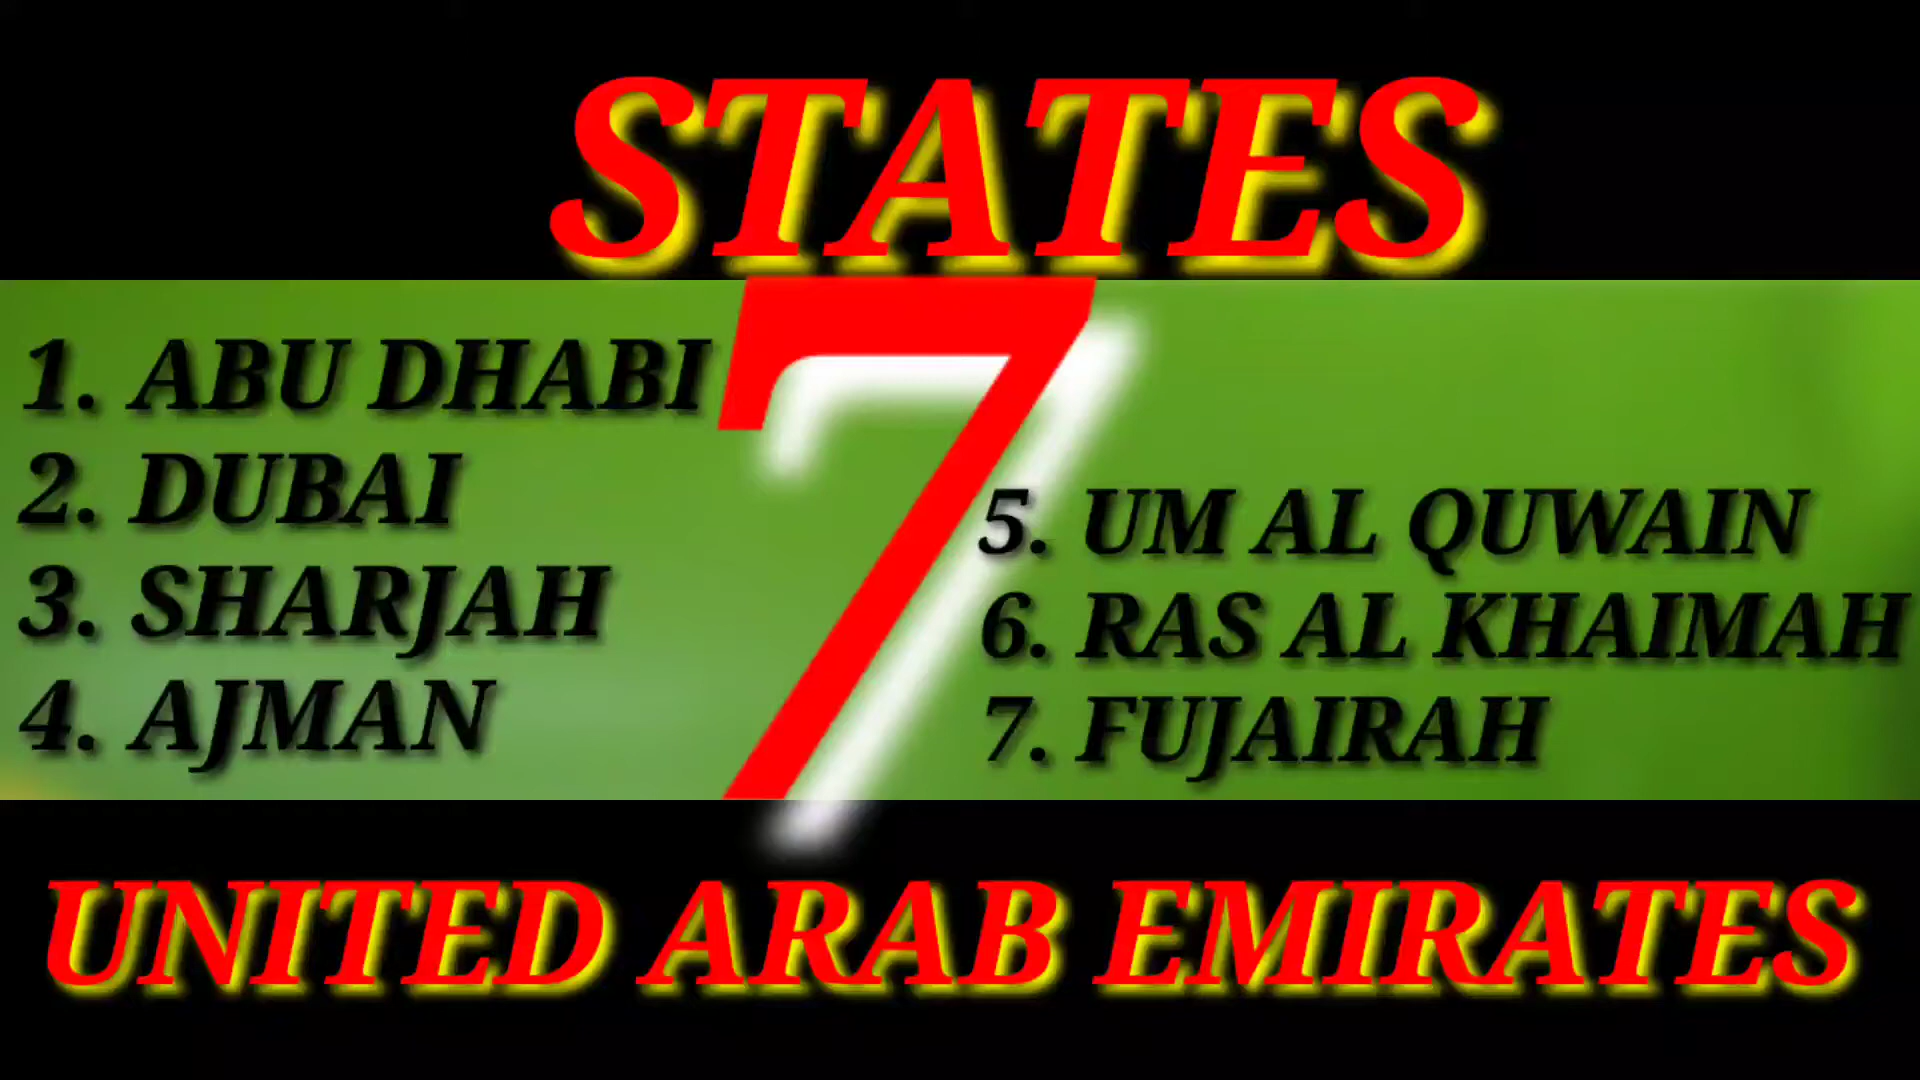 STATES
7
1. ABU DHABI
2. DUBAI
3. SHARJAH
4. AJMAN
5. UM AL QUWAIN
6. RAS AL KHAIMAH
7. FUJAIRAH
UNITED ARAB EMIRATES